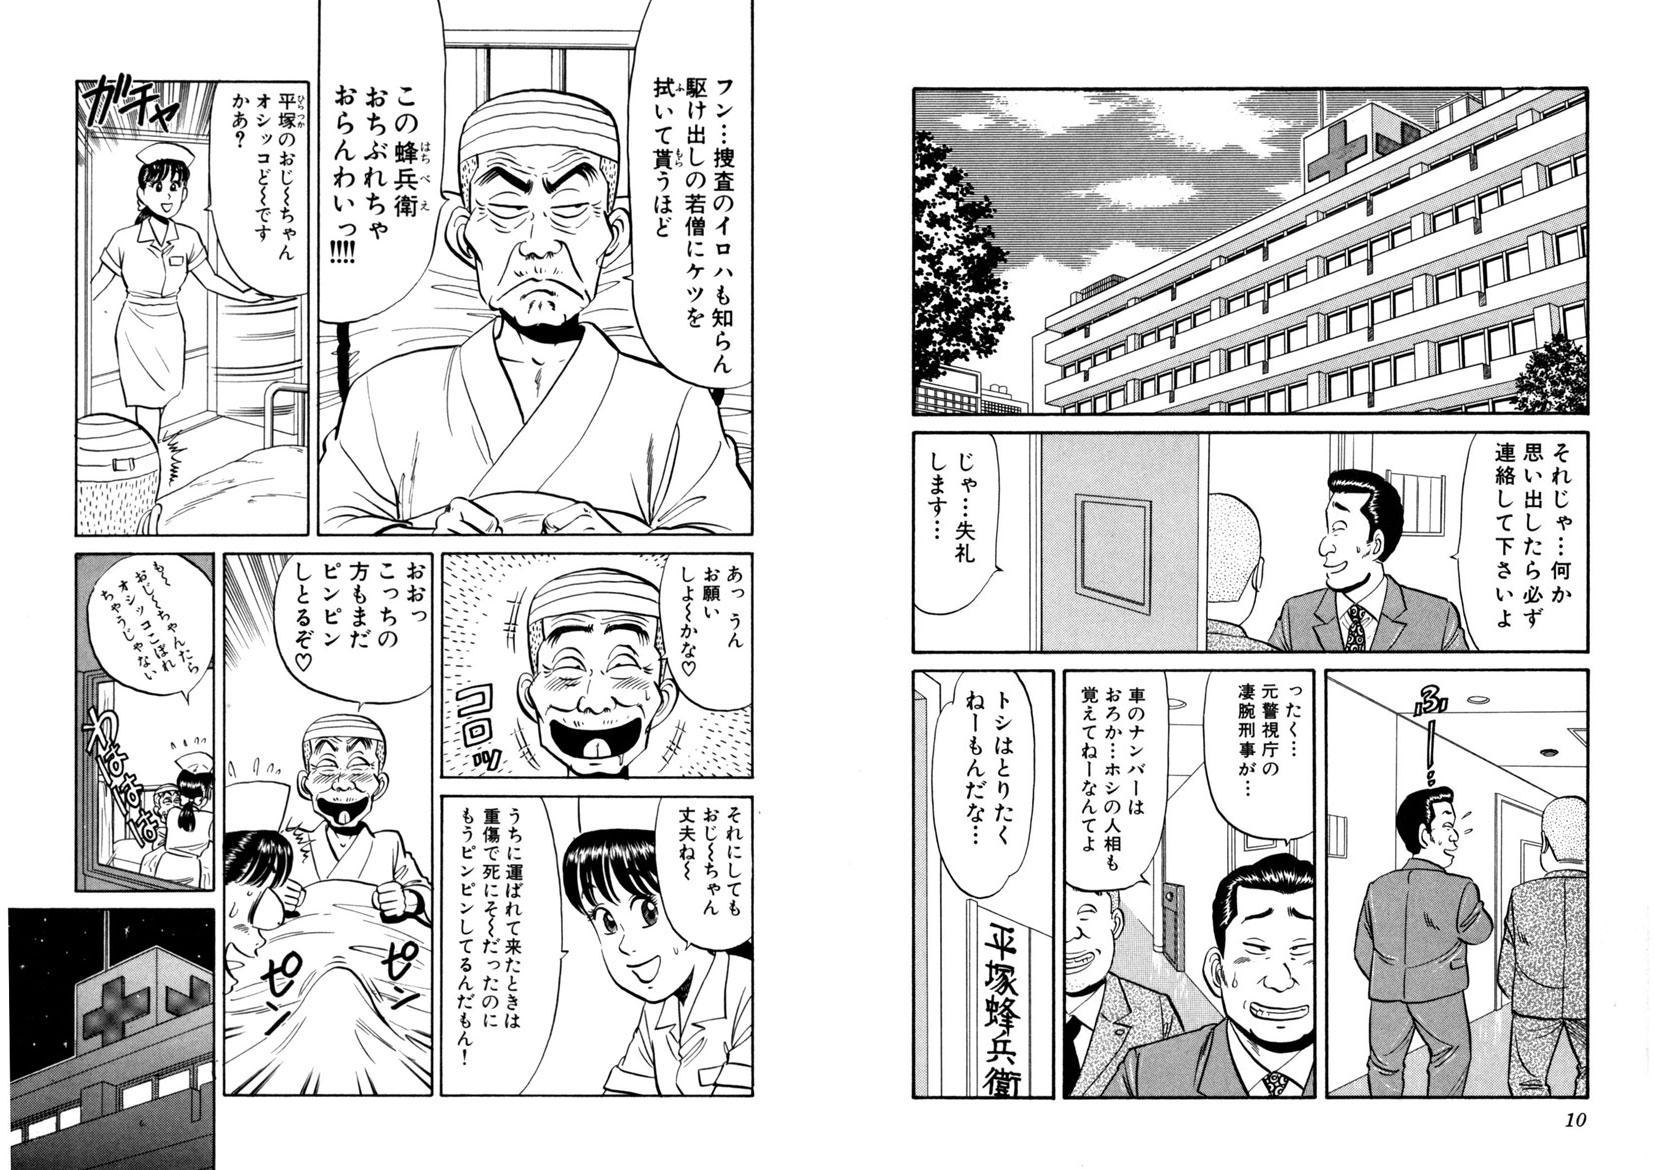 それじゃ…何か
思い出したら必ず
連絡して下さいよ
じゃ…失礼
します…
ふーっ…
ったく…
元警視庁の
凄腕刑事が…
車のナンバーは
おろか…ホシの人相も
覚えてねーなんてよ
トシはとりたく
ねーもんだな…
平塚蜂兵衛
10
フン…捜査のイロハも知らん
駆け出しの若僧にケツを
拭いて貰うほど
ふ
もら
この蜂兵衛
はちべえ
おちぶれちゃ
おらんわいっ!!!!
ガチャ
平塚のおじ～ちゃん
ひらつか
オシッコど～です
かあ?
あっ うん
お願い
しよ～かな♡
コロッ
それにしても
おじ～ちゃん
丈夫ね～
うちに運ばれて来たときは
重傷で死にそ～だったのに
もうピンピンしてるんだもん!
おおっ
こっちの
方もまだ
ピンピン
しとるぞ♡
ピン
ピン
も～
おじ～ちゃんたら
オシッコこぼれ
ちゃうじゃない
わはははは